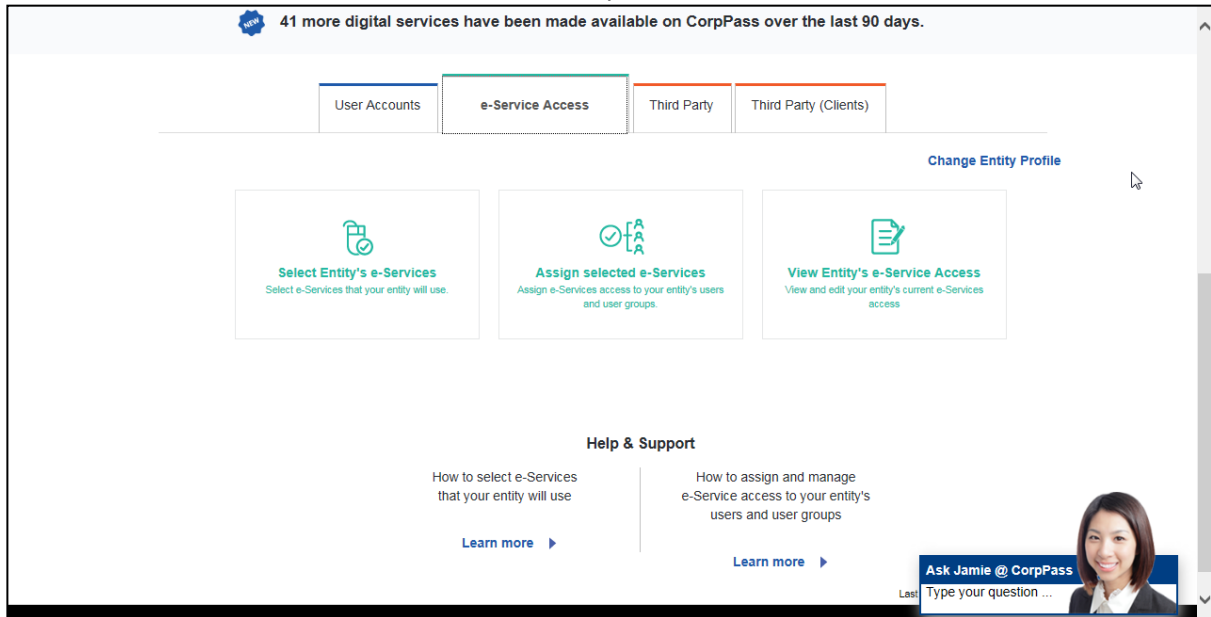 NEW
41 more digital services have been made available on CorpPass over the last 90 days.
User Accounts
e-Service Access
Third Party
Third Party (Clients)
Change Entity Profile
Select Entity's e-Services
Select e-Services that your entity will use.
Assign selected e-Services
Assign e-Services access to your entity's users
and user groups.
View Entity's e-Service Access
View and edit your entity's current e-Services
access
Help & Support
How to select e-Services
that your entity will use
Learn more
How to assign and manage
e-Service access to your entity's
users and user groups
Learn more
Last
Ask Jamie @ CorpPass
Type your question ...